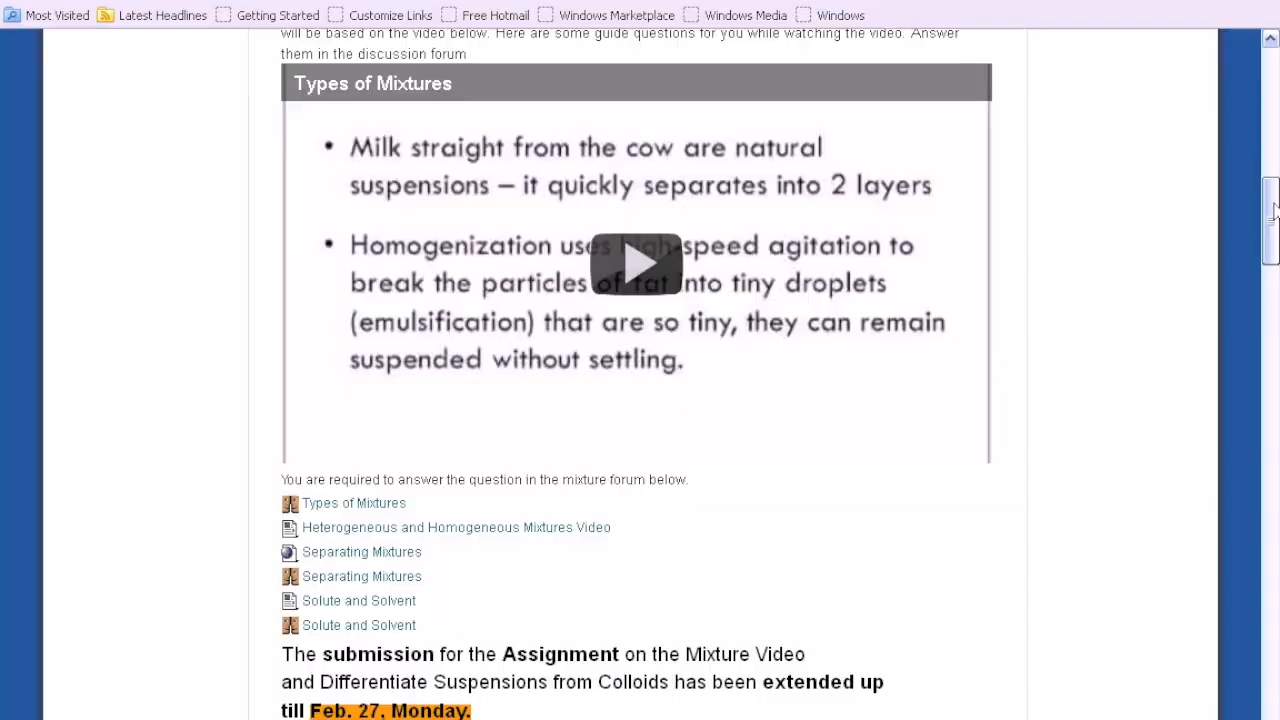 Most Visited Latest Headlines Getting Started Customize Links Free Hotmail Windows Marketplace Windows Media Windows
will be based on the video below. Here are some guide questions for you while watching the video. Answer
them in the discussion forum
Types of Mixtures
• Milk straight from the cow are natural
suspensions – it quickly separates into 2 layers
• Homogenization uses high-speed agitation to
break the particles of fat into tiny droplets
(emulsification) that are so tiny, they can remain
suspended without settling.
You are required to answer the question in the mixture forum below.
Types of Mixtures
Heterogeneous and Homogeneous Mixtures Video
Separating Mixtures
Separating Mixtures
Solute and Solvent
Solute and Solvent
The submission for the Assignment on the Mixture Video
and Differentiate Suspensions from Colloids has been extended up
till Feb. 27, Monday.